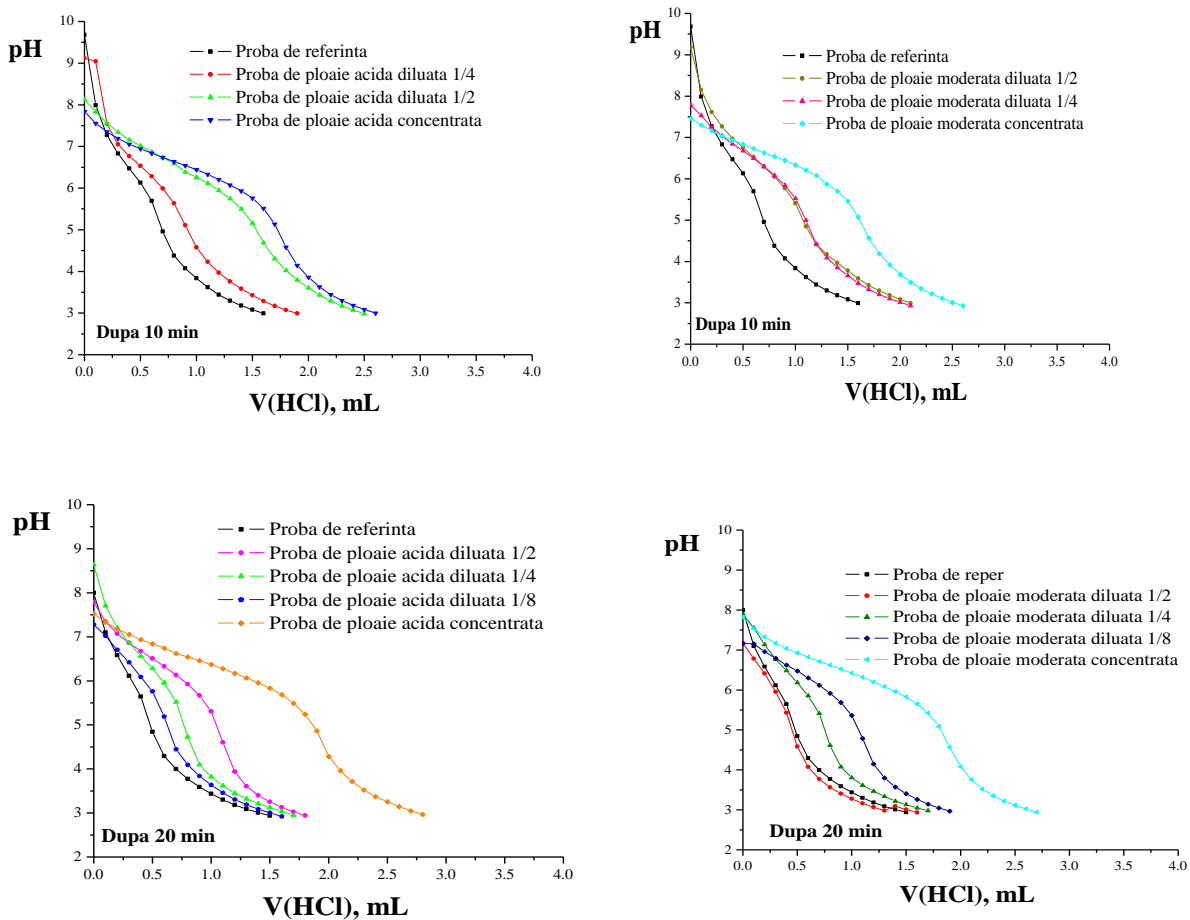 pH
10
9
8
7
6
5
4
3
2
Proba de referinta
Proba de ploaie acida diluata 1/4
Proba de ploaie acida diluata 1/2
Proba de ploaie acida concentrata
Dupa 10 min
0.0 0.5 1.0 1.5 2.0 2.5 3.0 3.5 4.0
V(HCl), mL
pH
10
9
8
7
6
5
4
3
2
Proba de referinta
Proba de ploaie moderata diluata 1/2
Proba de ploaie moderata diluata 1/4
Proba de ploaie moderata concentrata
Dupa 10 min
0.0 0.5 1.0 1.5 2.0 2.5 3.0 3.5 4.0
V(HCl), mL
pH
10
9
8
7
6
5
4
3
2
Proba de referinta
Proba de ploaie acida diluata 1/2
Proba de ploaie acida diluata 1/4
Proba de ploaie acida diluata 1/8
Proba de ploaie acida concentrata
Dupa 20 min
0.0 0.5 1.0 1.5 2.0 2.5 3.0 3.5 4.0
V(HCl), mL
pH
10
9
8
7
6
5
4
3
2
Proba de reper
Proba de ploaie moderata diluata 1/2
Proba de ploaie moderata diluata 1/4
Proba de ploaie moderata diluata 1/8
Proba de ploaie moderata concentrata
Dupa 20 min
0.0 0.5 1.0 1.5 2.0 2.5 3.0 3.5 4.0
V(HCl), mL